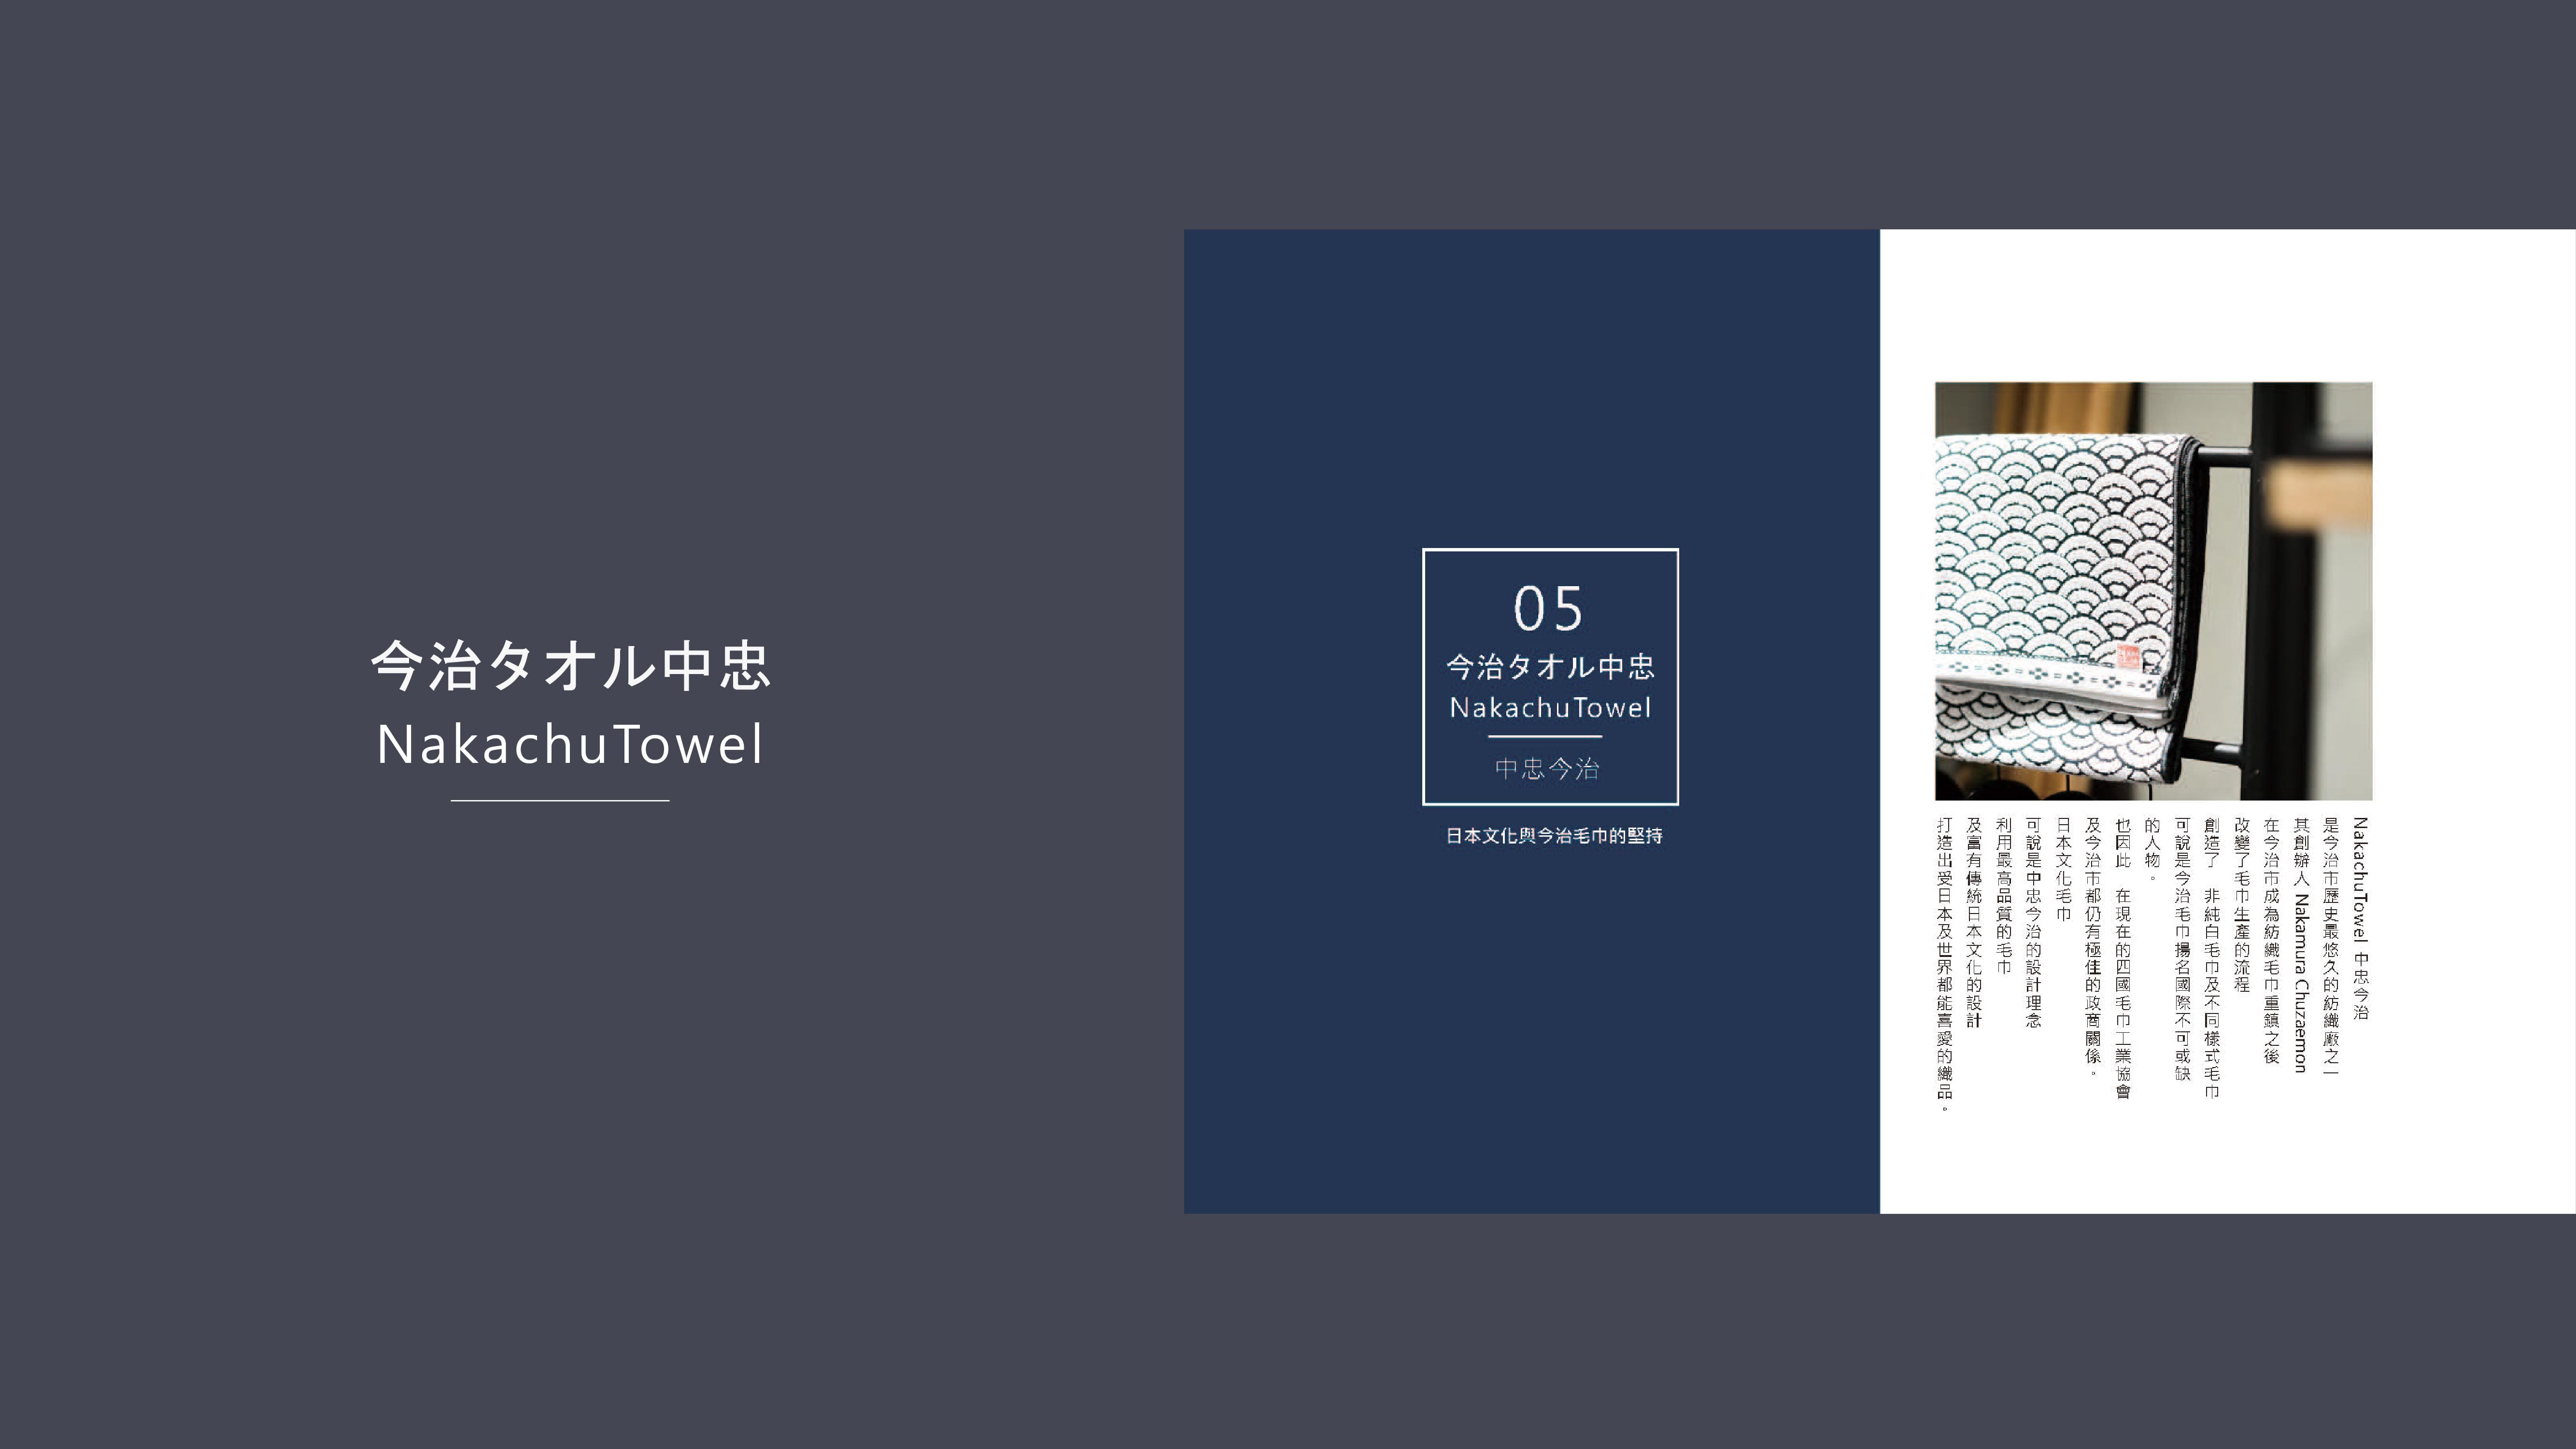 今治タオル中忠
NakachuTowel
05
今治タオル中忠
NakachuTowel
中忠今治
日本文化與今治毛巾的堅持
NakachuTowel 中忠今治
是今治市歷史最悠久的紡織廠之一
其創辦人 Nakamura Chuzaemon
在今治市成為紡織毛巾重鎮之後
改變了毛巾生產的流程
創造了 非純白毛巾及不同樣式毛巾
可說是今治毛巾揚名國際不可或缺
的人物。
也因此 在現在的四國毛巾工業協會
及今治市都仍有極佳的政商關係。
日本文化毛巾
可說是中忠今治的設計理念
利用最高品質的毛巾
及富有傳統日本文化的設計
打造出受日本及世界都能喜愛的織品。